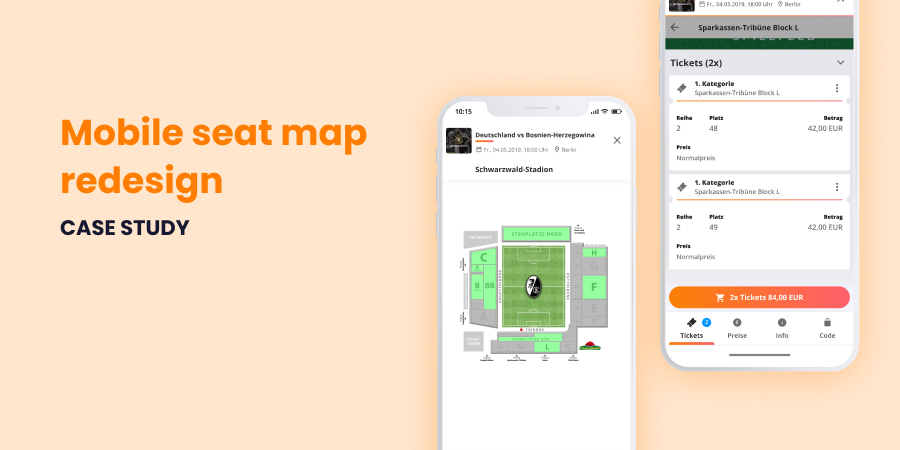 Mobile seat map
redesign
CASE STUDY
10:15
Deutschland vs Bosnien-Herzegowina
Fr., 04.05.2019, 18:00 Uhr
Berlin
Schwarzwald-Stadion
STEHPLÄTZE NORD
C
B
BB
A
H
G
F
E
D
TRIBÜNE
L
Fr., 04.05.2019, 18:00 Uhr
Berlin
Sparkassen-Tribüne Block L
Tickets (2x)
1. Kategorie
Sparkassen-Tribüne Block L
Reihe Platz Betrag
2 48 42,00 EUR
Preis
Normalpreis
1. Kategorie
Sparkassen-Tribüne Block L
Reihe Platz Betrag
2 49 42,00 EUR
Preis
Normalpreis
2x Tickets 84,00 EUR
2
Tickets Preise Info Code